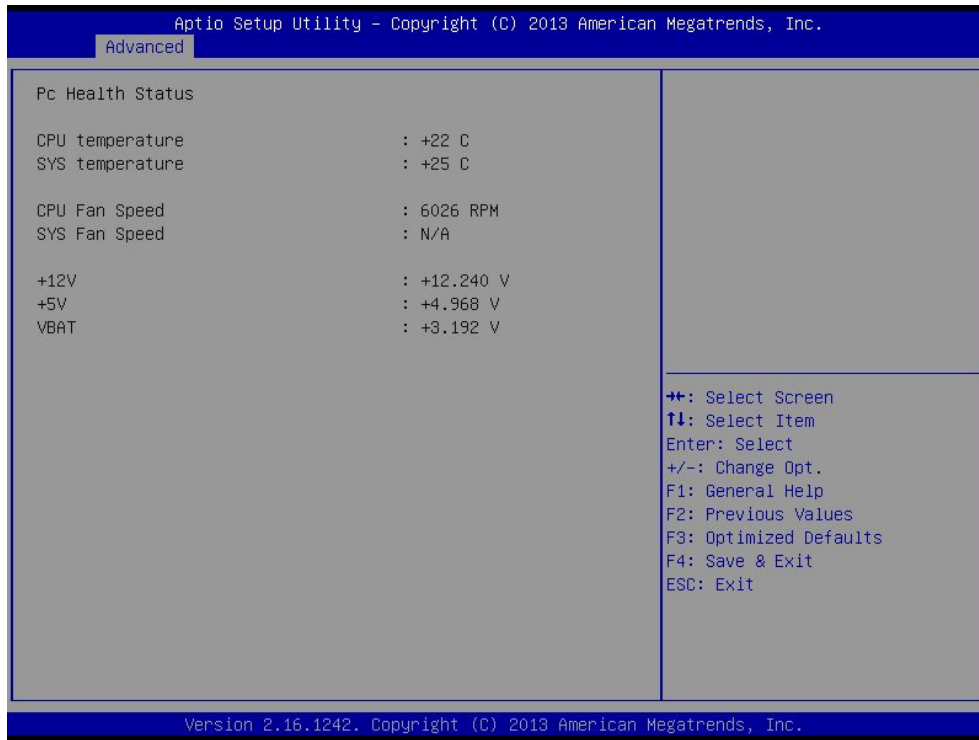 Aptio Setup Utility – Copyright (C) 2013 American Megatrends, Inc.
Advanced
Pc Health Status
CPU temperature : +22 C
SYS temperature : +25 C
CPU Fan Speed : 6026 RPM
SYS Fan Speed : N/A
+12V : +12.240 V
+5V : +4.968 V
VBAT : +3.192 V
→←: Select Screen
↑↓: Select Item
Enter: Select
+/-: Change Opt.
F1: General Help
F2: Previous Values
F3: Optimized Defaults
F4: Save & Exit
ESC: Exit
Version 2.16.1242. Copyright (C) 2013 American Megatrends, Inc.